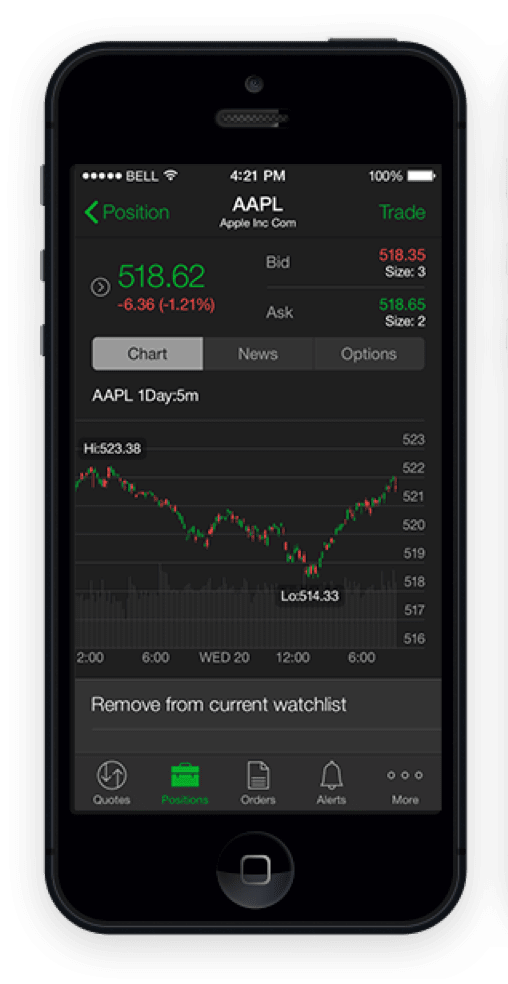 BELL 4:21 PM 100%
Position AAPL Trade
Apple Inc Com
518.62
-6.36 (-1.21%)
Bid 518.35
Size: 3
Ask 518.65
Size: 2
Chart News Options
AAPL 1Day:5m
Hi:523.38
523
522
521
520
519
518
517
516
Lo:514.33
2:00 6:00 WED 20 12:00 6:00
Remove from current watchlist
Quotes Positions Orders Alerts More